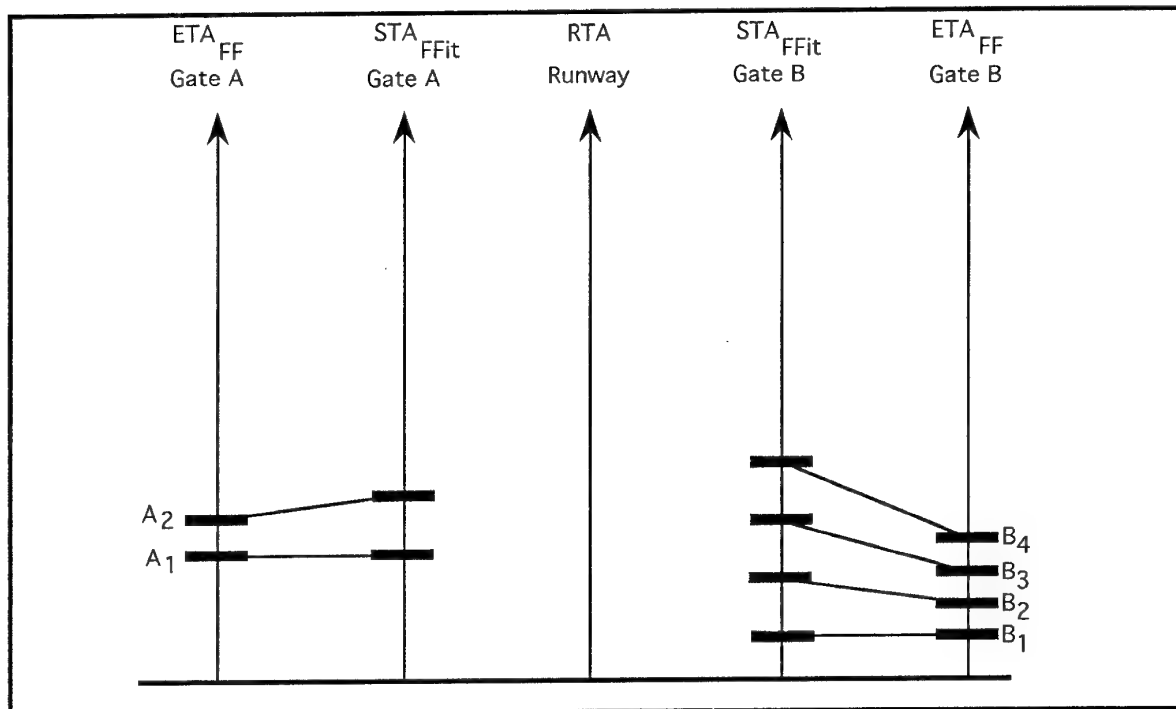 ETA FF STA FFit RTA STA FFit ETA FF
Gate A Gate A Runway Gate B Gate B
A2
A1
B4
B3
B2
B1